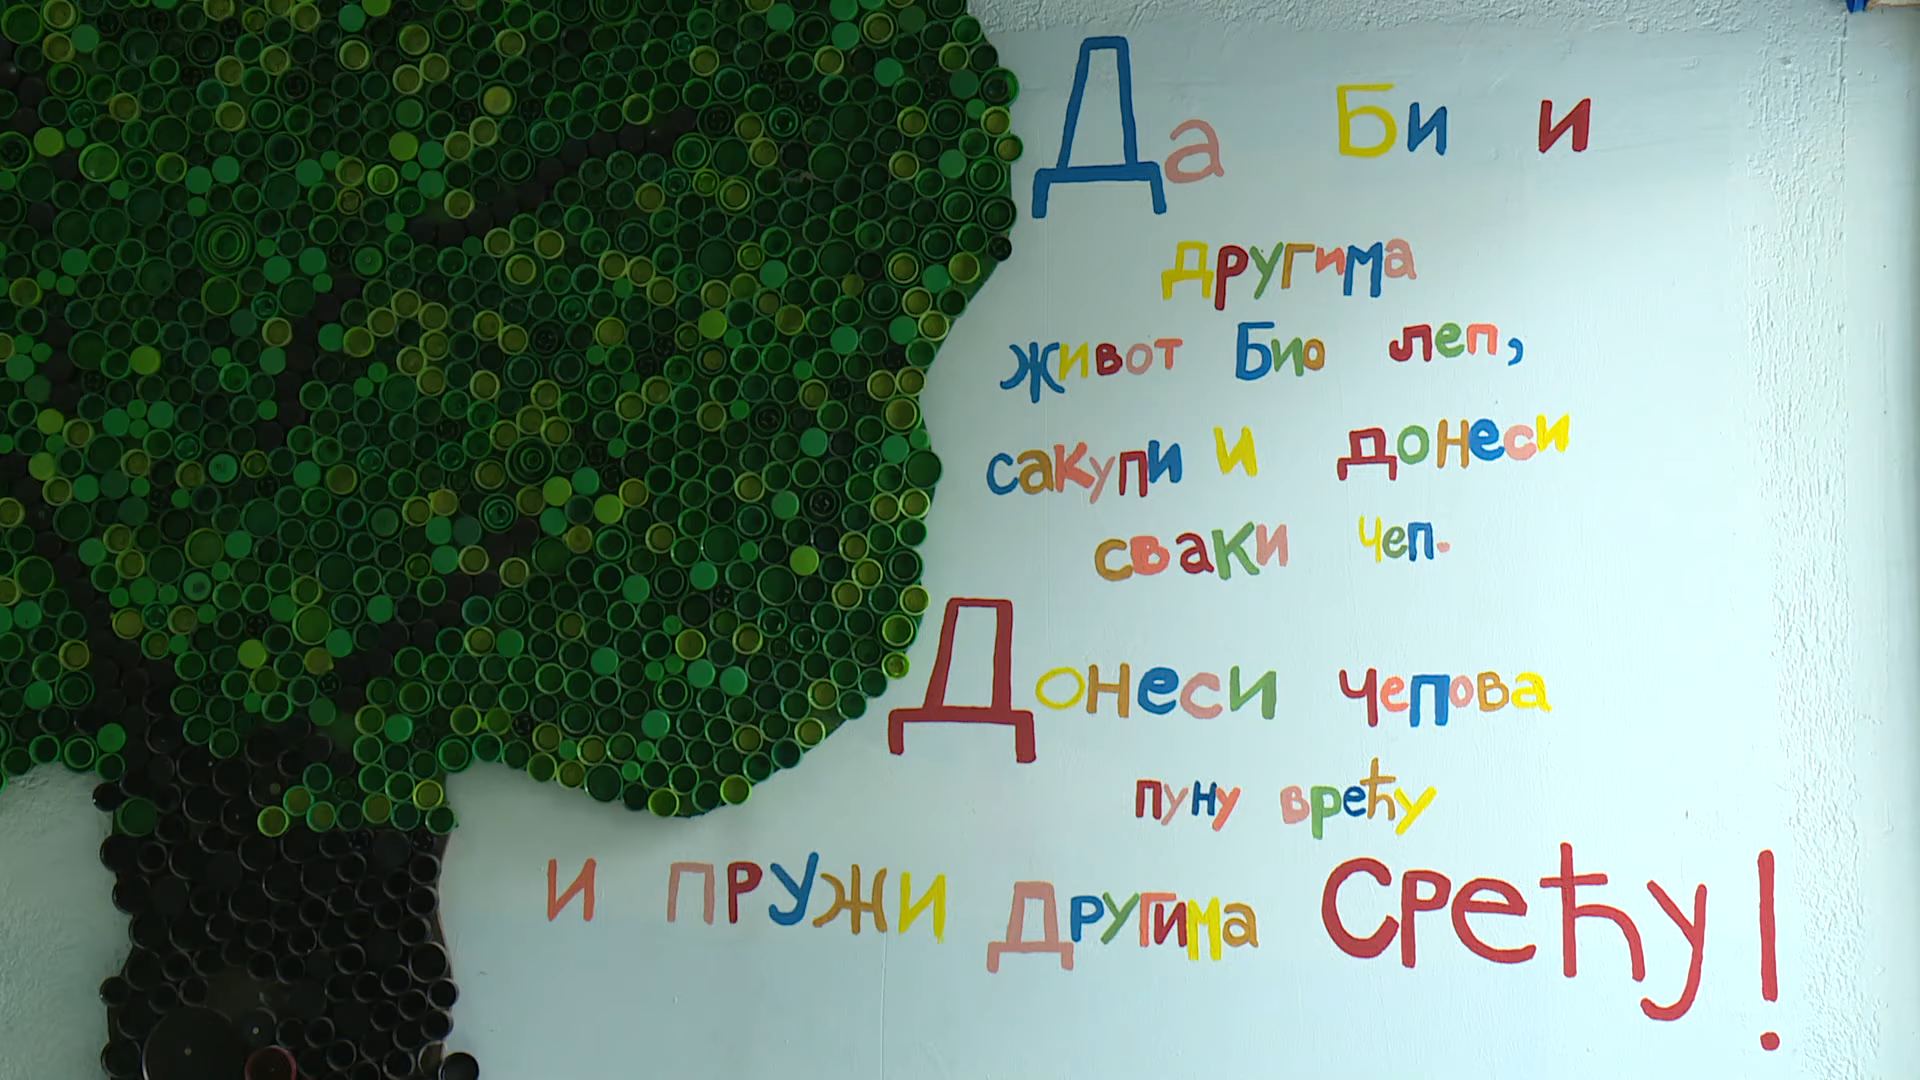 Да Би и
другима
живот Био леп,
сакупи и донеси
сваки чеп.
Донеси чепова
пуну врећу
и пружи другима срећу!